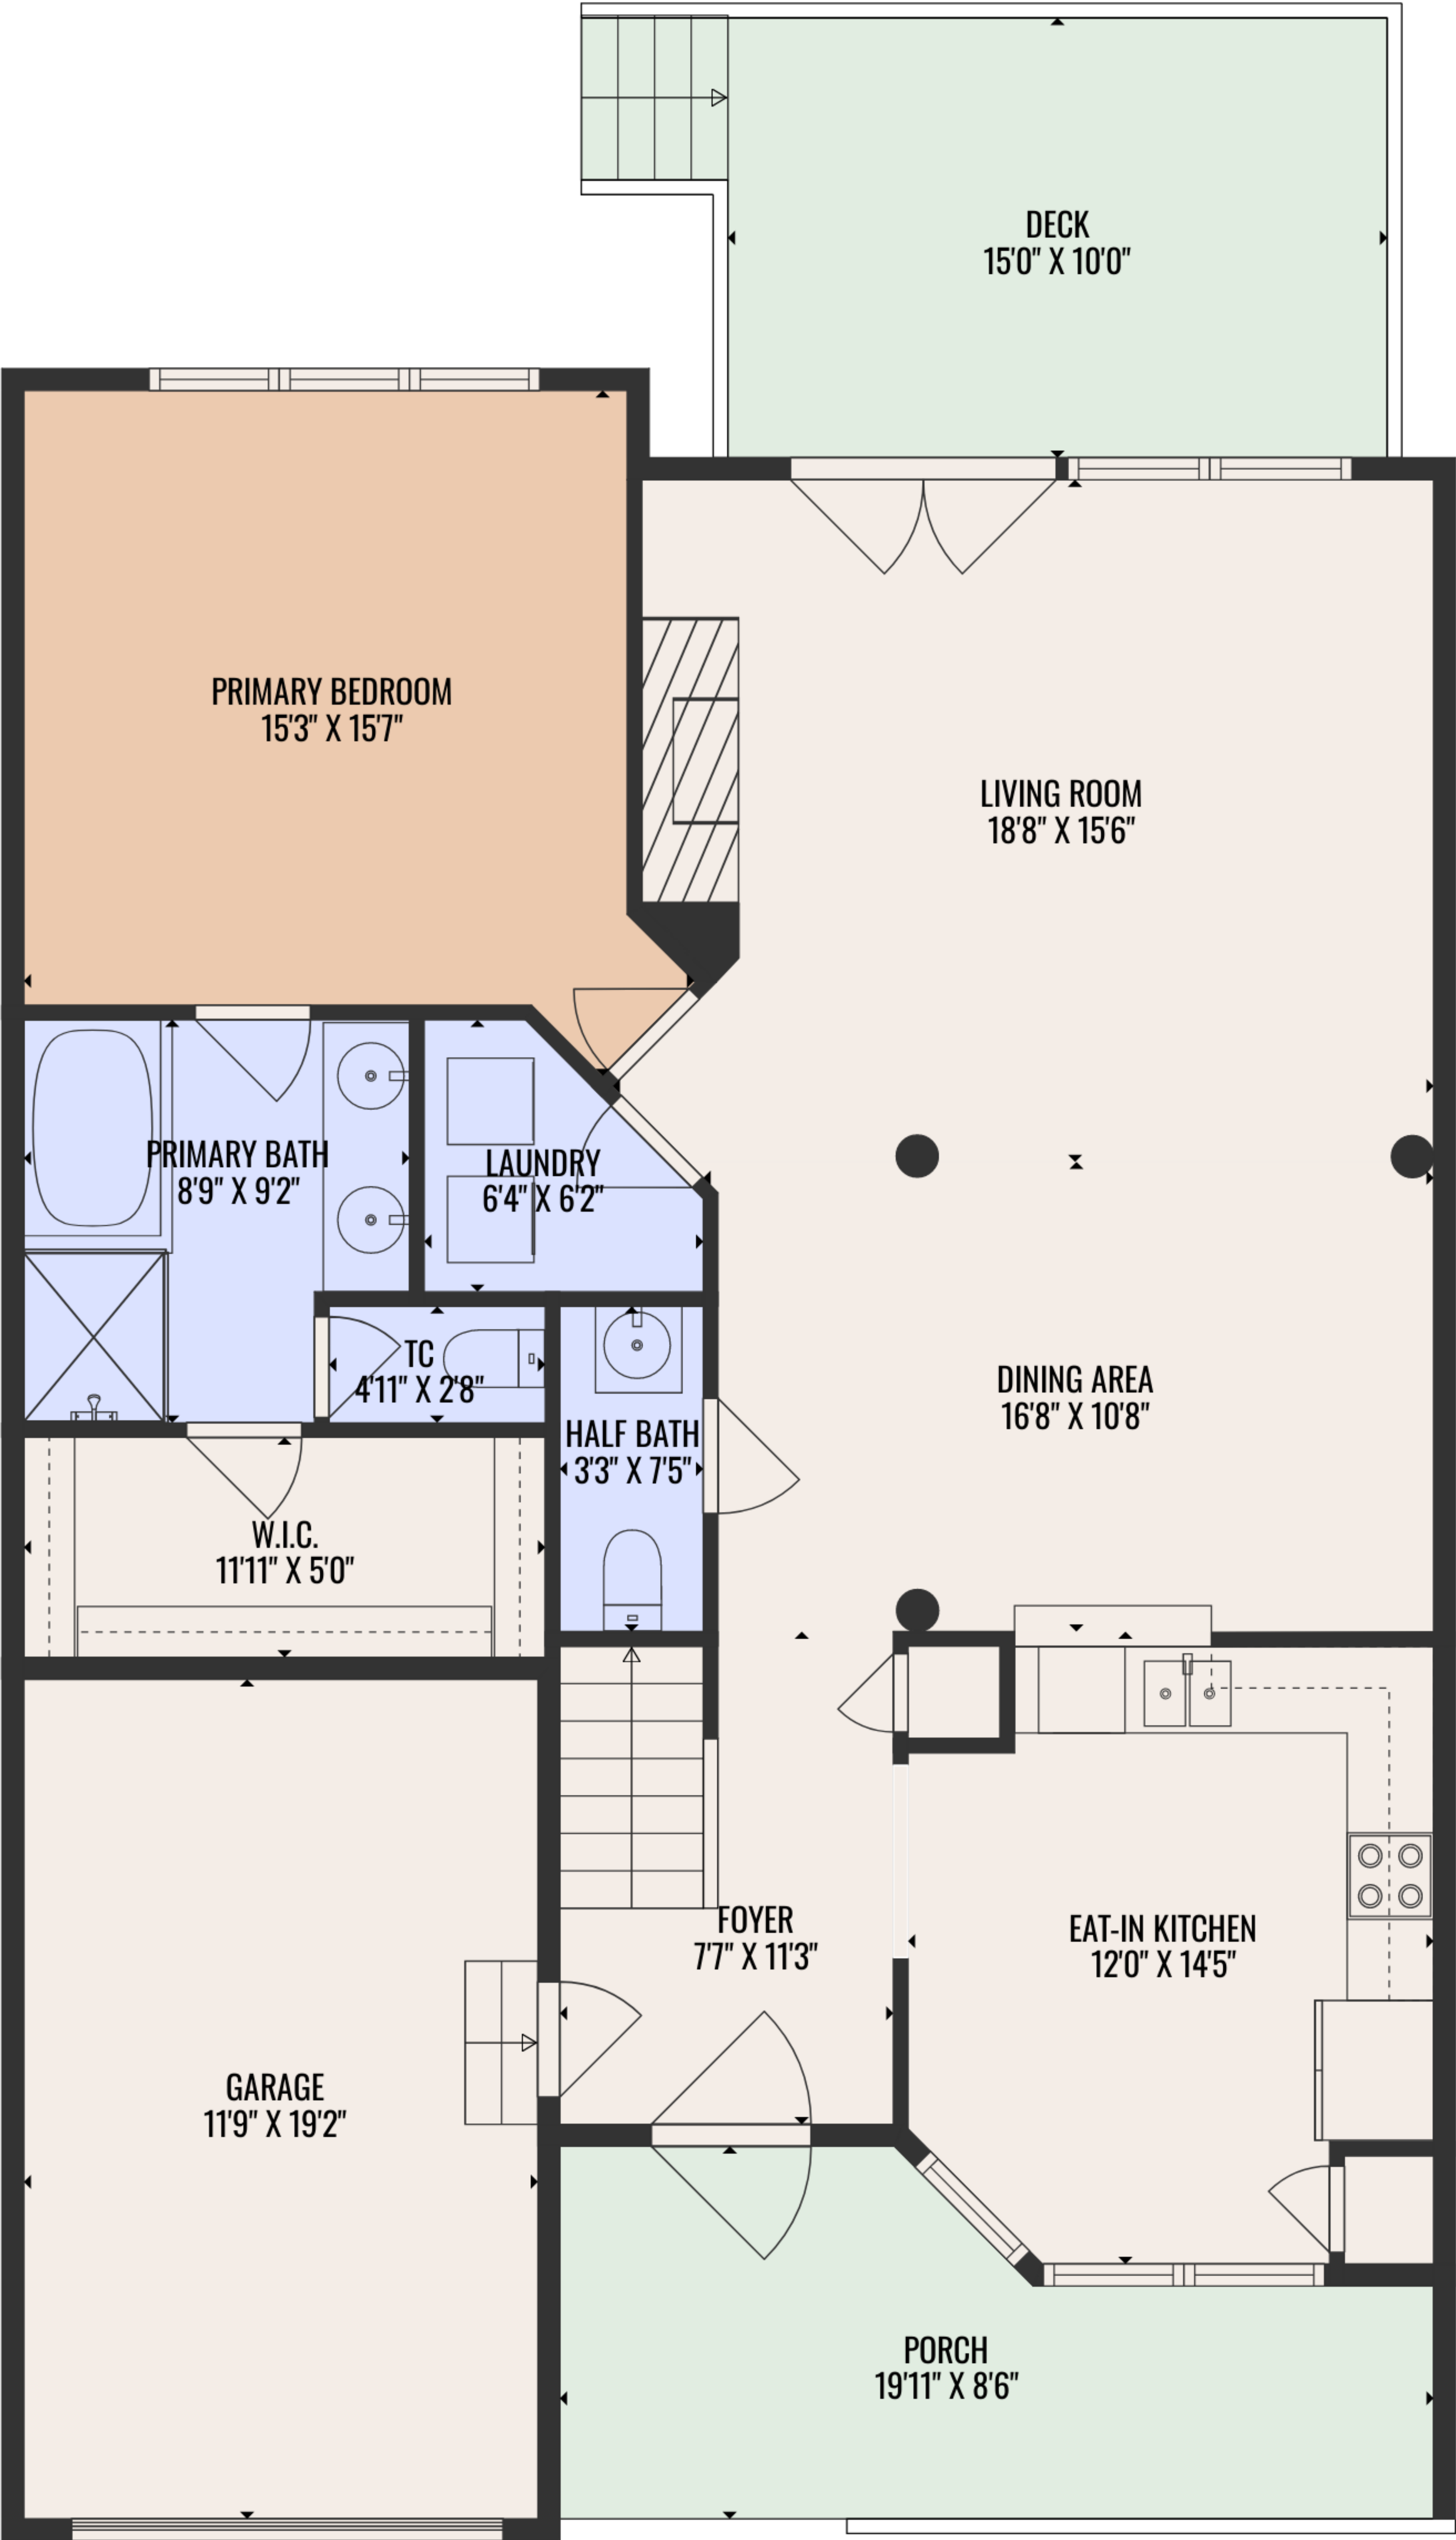 DECK
15'0" X 10'0"
PRIMARY BEDROOM
15'3" X 15'7"
LIVING ROOM
18'8" X 15'6"
PRIMARY BATH
8'9" X 9'2"
LAUNDRY
6'4" X 6'2"
TC
4'11" X 2'8"
DINING AREA
16'8" X 10'8"
HALF BATH
3'3" X 7'5"
W.I.C.
11'11" X 5'0"
FOYER
7'7" X 11'3"
EAT-IN KITCHEN
12'0" X 14'5"
GARAGE
11'9" X 19'2"
PORCH
19'11" X 8'6"